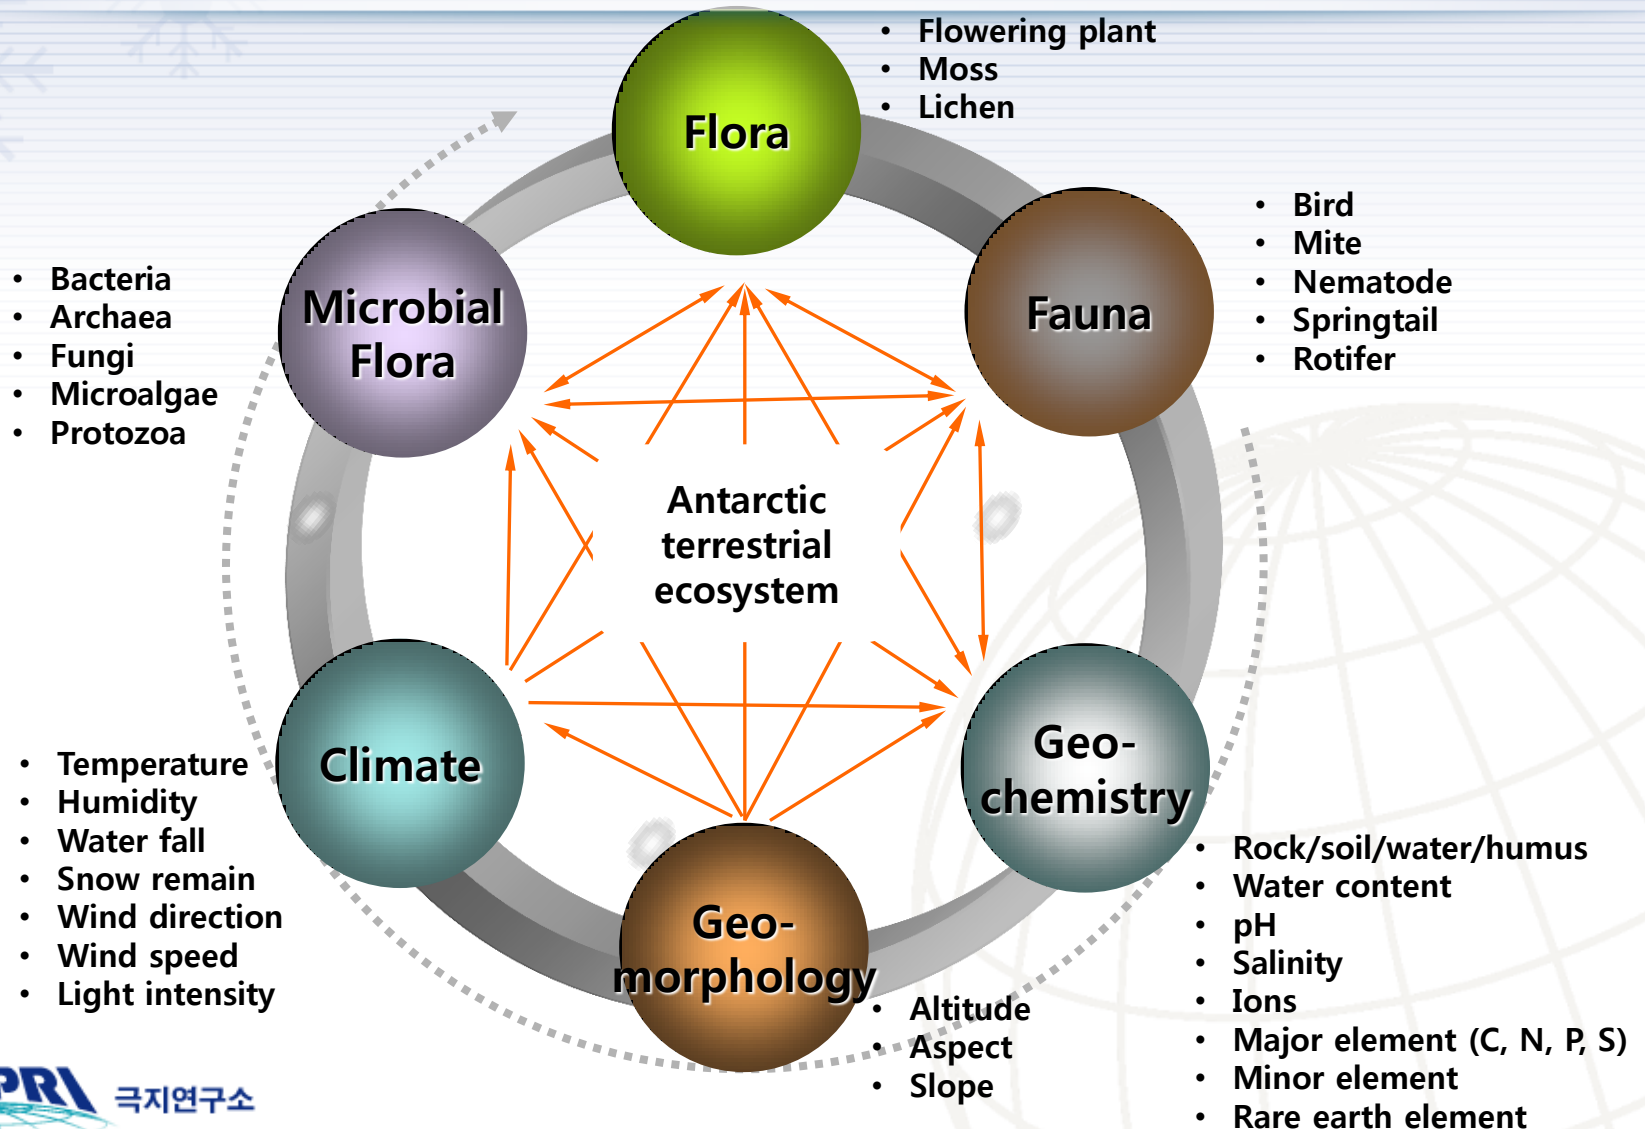 • Flowering plant
• Moss
• Lichen
Flora
• Bird
• Mite
• Nematode
• Springtail
• Rotifer
Fauna
Microbial
Flora
• Bacteria
• Archaea
• Fungi
• Microalgae
• Protozoa
Antarctic
terrestrial
ecosystem
Climate
• Temperature
• Humidity
• Water fall
• Snow remain
• Wind direction
• Wind speed
• Light intensity
Geo-
chemistry
• Rock/soil/water/humus
• Water content
• pH
• Salinity
• Ions
• Major element (C, N, P, S)
• Minor element
• Rare earth element
Geo-
morphology
• Altitude
• Aspect
• Slope
PRI 극지연구소